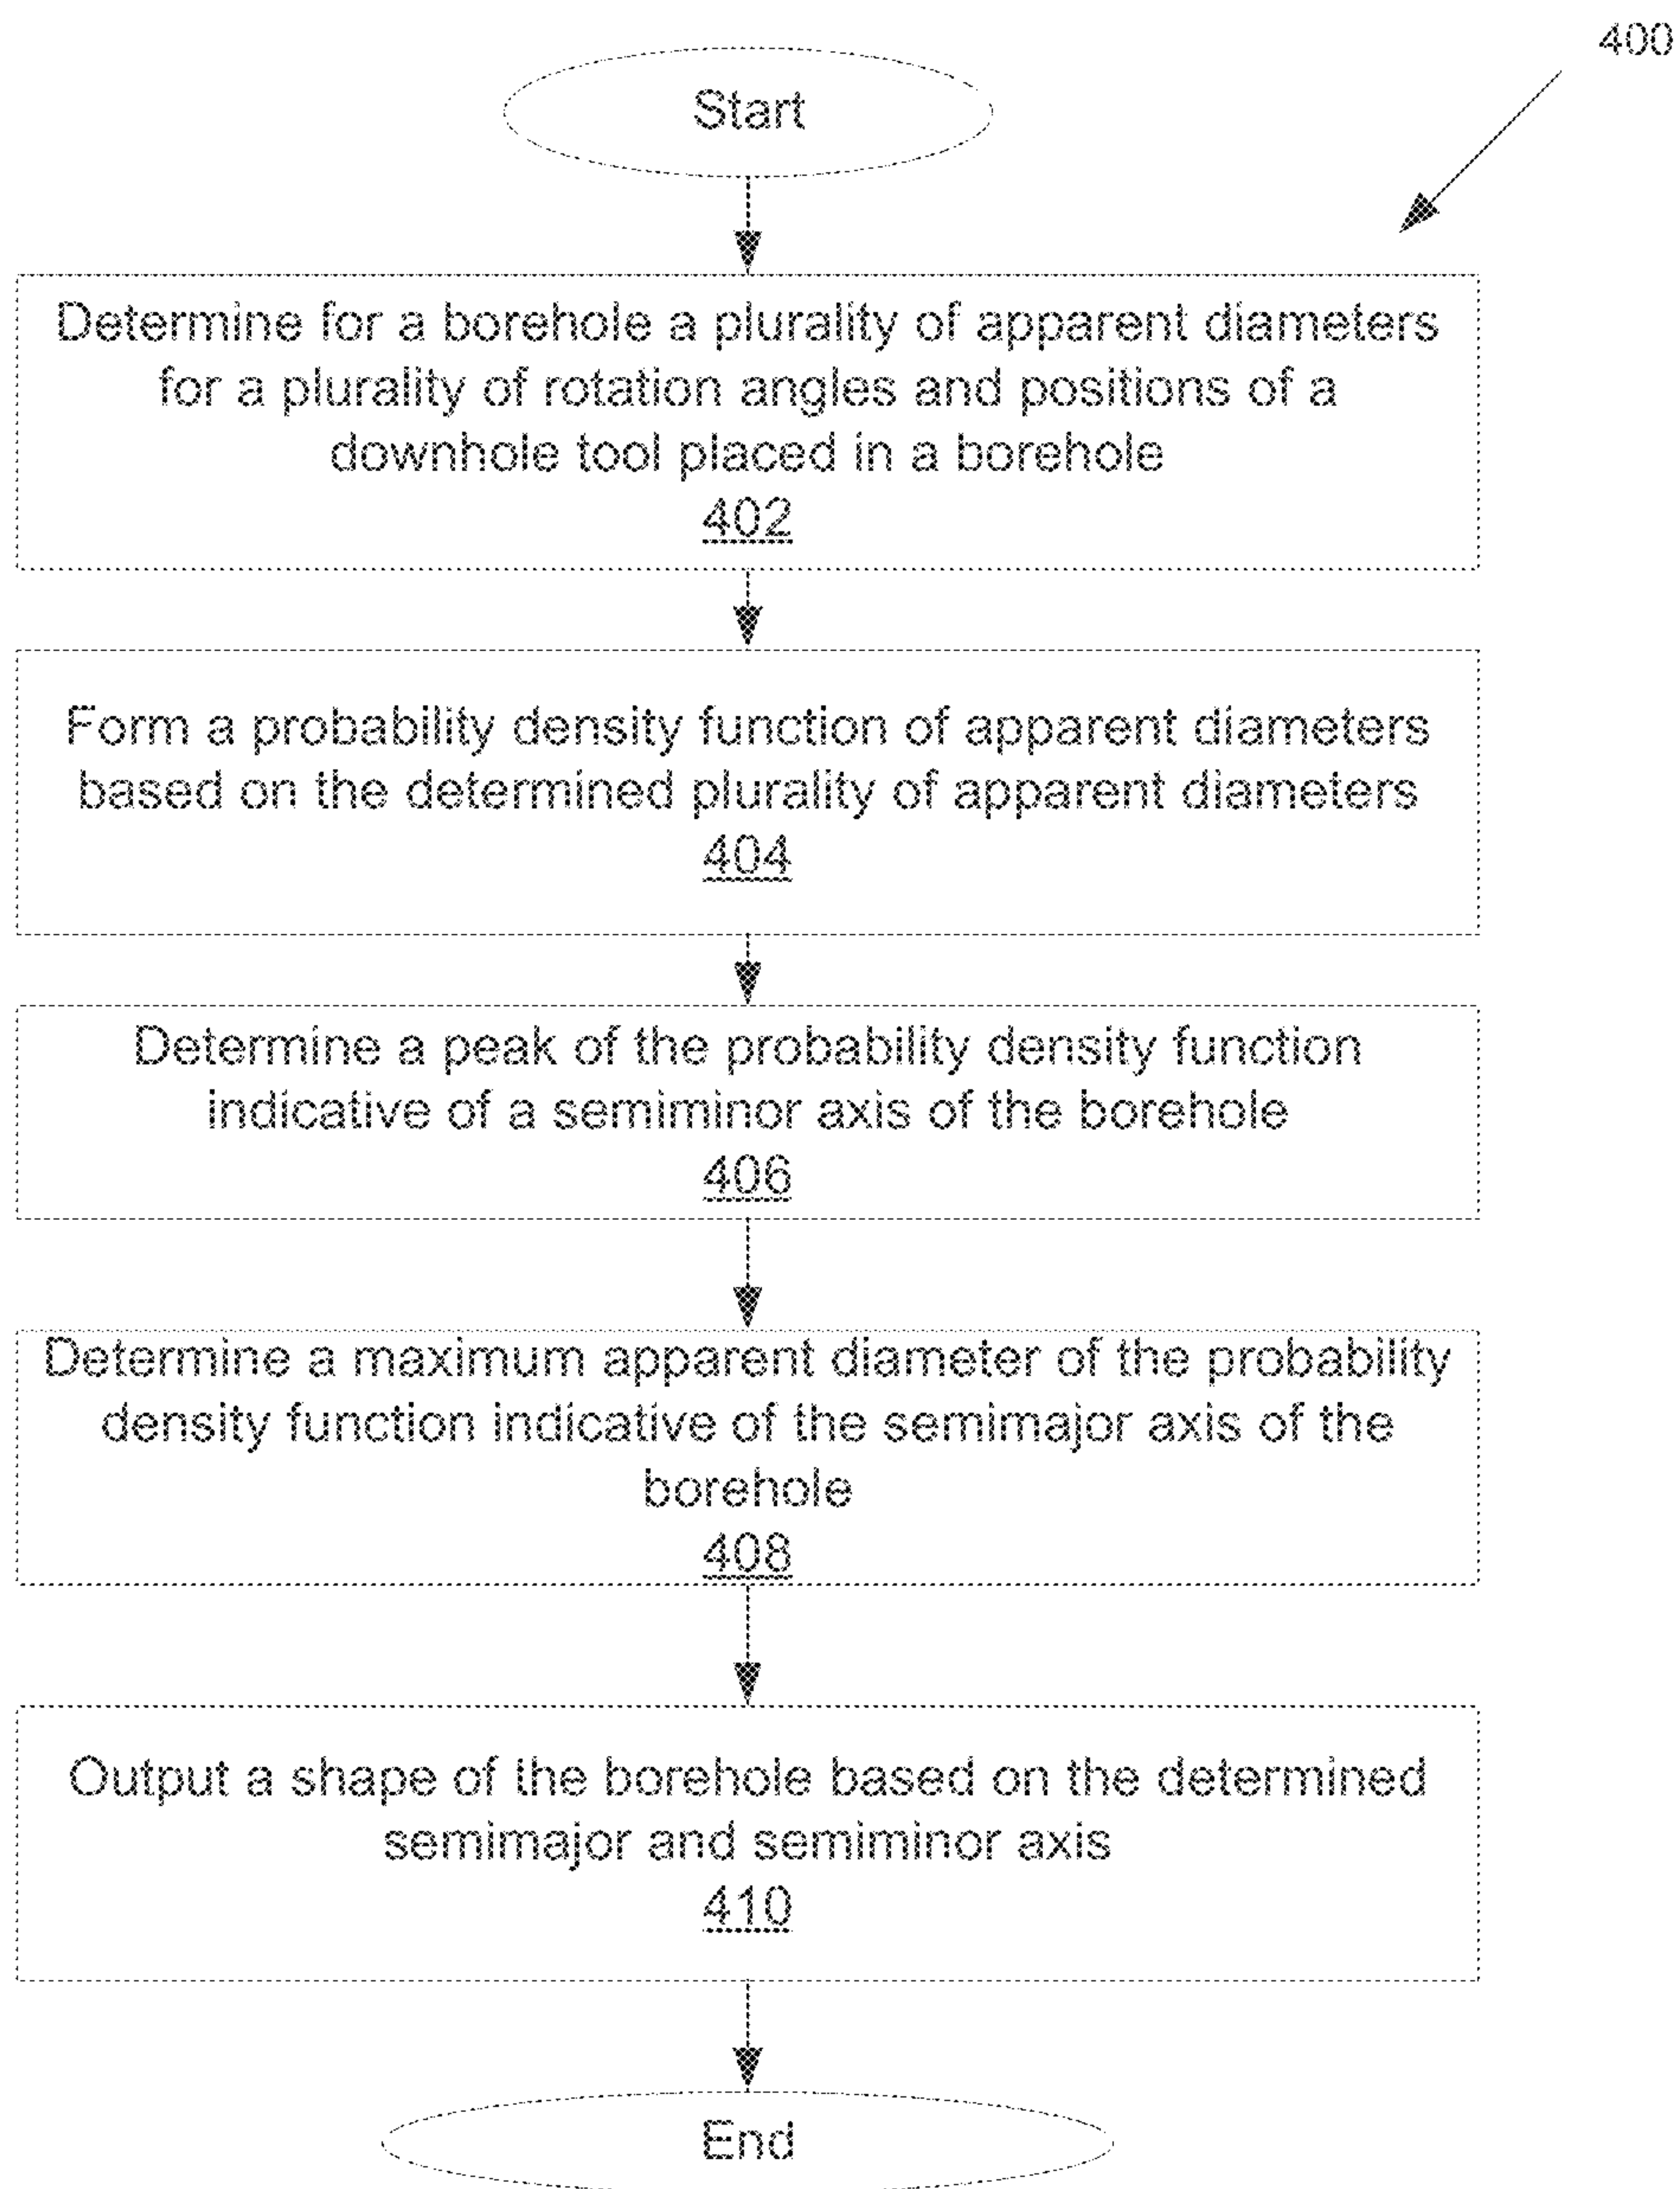 400
Start
Determine for a borehole a plurality of apparent diameters
for a plurality of rotation angles and positions of a
downhole tool placed in a borehole
402
Form a probability density function of apparent diameters
based on the determined plurality of apparent diameters
404
Determine a peak of the probability density function
indicative of a semiminor axis of the borehole
406
Determine a maximum apparent diameter of the probability
density function indicative of the semimajor axis of the
borehole
408
Output a shape of the borehole based on the determined
semimajor and semiminor axis
410
End